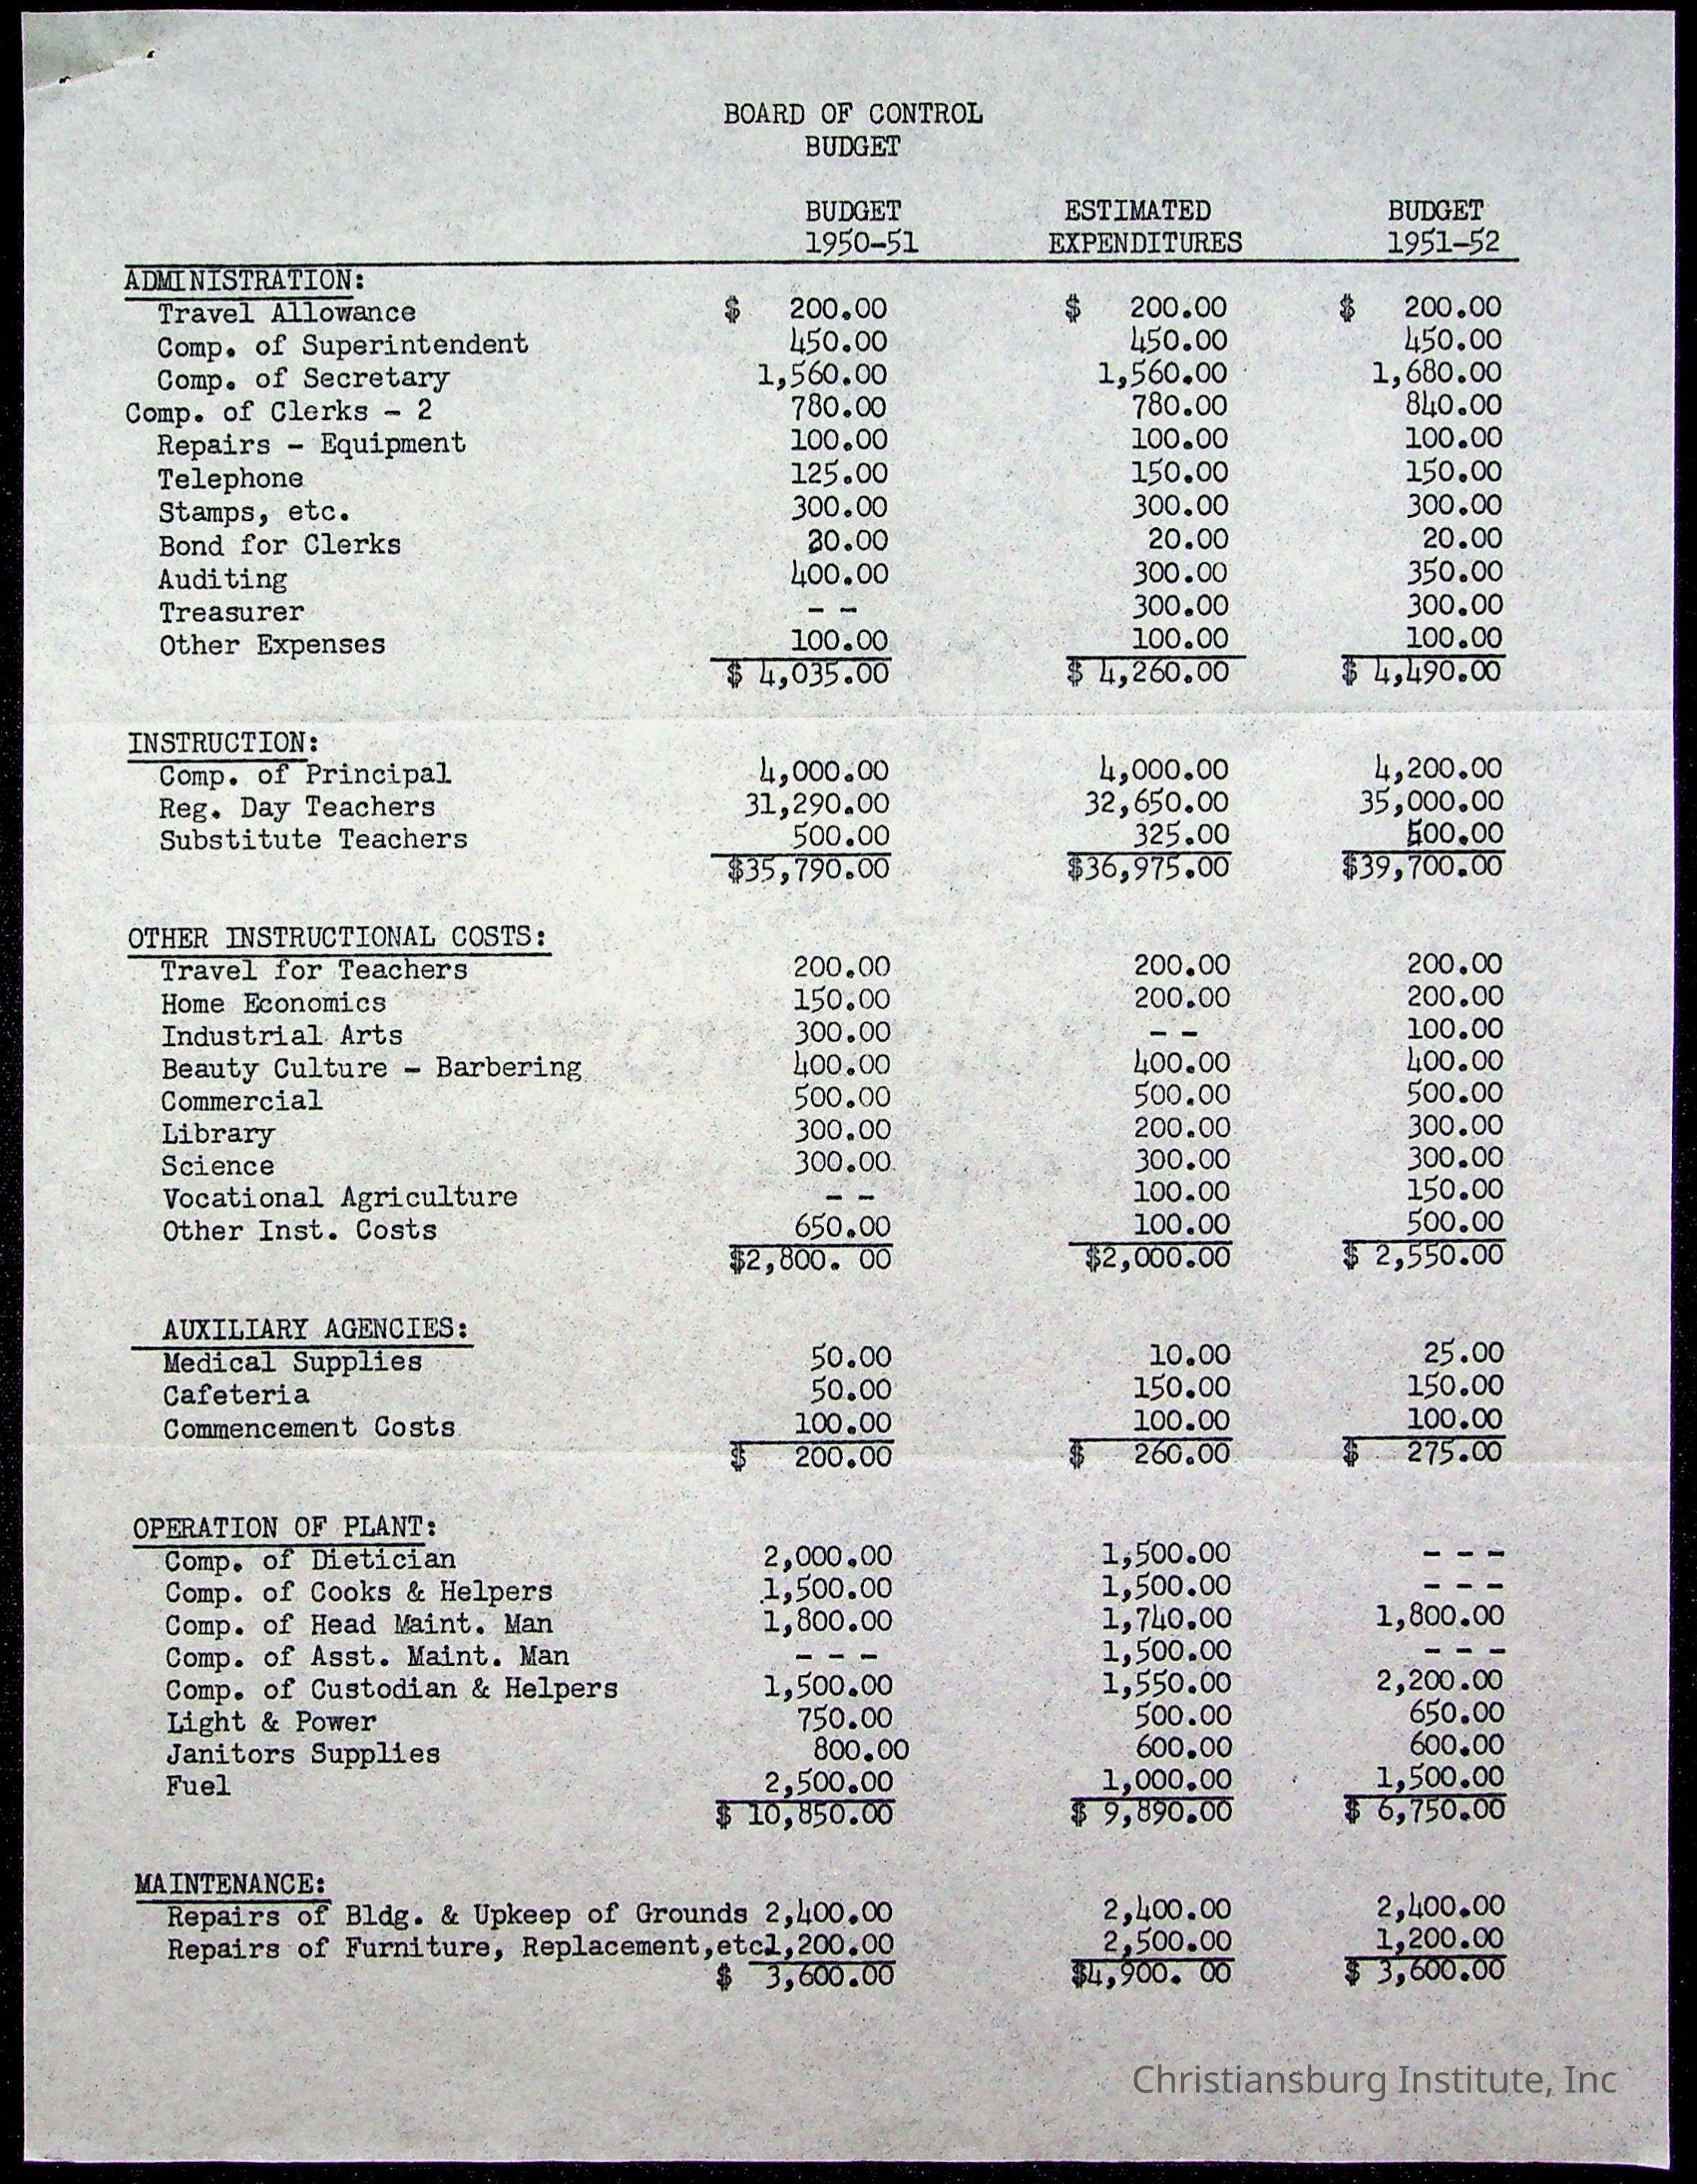 BOARD OF CONTROL
BUDGET
BUDGET ESTIMATED BUDGET
1950-51 EXPENDITURES 1951-52
ADMINISTRATION:
Travel Allowance $ 200.00 $ 200.00 $ 200.00
Comp. of Superintendent 450.00 450.00 450.00
Comp. of Secretary 1,560.00 1,560.00 1,680.00
Comp. of Clerks - 2 780.00 780.00 840.00
Repairs - Equipment 100.00 100.00 100.00
Telephone 125.00 150.00 150.00
Stamps, etc. 300.00 300.00 300.00
Bond for Clerks 20.00 20.00 20.00
Auditing 400.00 300.00 350.00
Treasurer - - 300.00 300.00
Other Expenses 100.00 100.00 100.00
$ 4,035.00 $ 4,260.00 $ 4,490.00
INSTRUCTION:
Comp. of Principal 4,000.00 4,000.00 4,200.00
Reg. Day Teachers 31,290.00 32,650.00 35,000.00
Substitute Teachers 500.00 325.00 500.00
$35,790.00 $36,975.00 $39,700.00
OTHER INSTRUCTIONAL COSTS:
Travel for Teachers 200.00 200.00 200.00
Home Economics 150.00 200.00 200.00
Industrial Arts 300.00 - - 100.00
Beauty Culture - Barbering 400.00 400.00 400.00
Commercial 500.00 500.00 500.00
Library 300.00 200.00 300.00
Science 300.00 300.00 300.00
Vocational Agriculture - - 100.00 150.00
Other Inst. Costs 650.00 100.00 500.00
$2,800. 00 $2,000.00 $ 2,550.00
AUXILIARY AGENCIES:
Medical Supplies 50.00 10.00 25.00
Cafeteria 50.00 150.00 150.00
Commencement Costs 100.00 100.00 100.00
$ 200.00 $ 260.00 $ 275.00
OPERATION OF PLANT:
Comp. of Dietician 2,000.00 1,500.00 - - -
Comp. of Cooks & Helpers 1,500.00 1,500.00 - - -
Comp. of Head Maint. Man 1,800.00 1,740.00 1,800.00
Comp. of Asst. Maint. Man - - - 1,500.00 - - -
Comp. of Custodian & Helpers 1,500.00 1,550.00 2,200.00
Light & Power 750.00 500.00 650.00
Janitors Supplies 800.00 600.00 600.00
Fuel 2,500.00 1,000.00 1,500.00
$ 10,850.00 $ 9,890.00 $ 6,750.00
MAINTENANCE:
Repairs of Bldg. & Upkeep of Grounds 2,400.00 2,400.00 2,400.00
Repairs of Furniture, Replacement,etc1,200.00 2,500.00 1,200.00
$ 3,600.00 $4,900. 00 $ 3,600.00
Christiansburg Institute, Inc